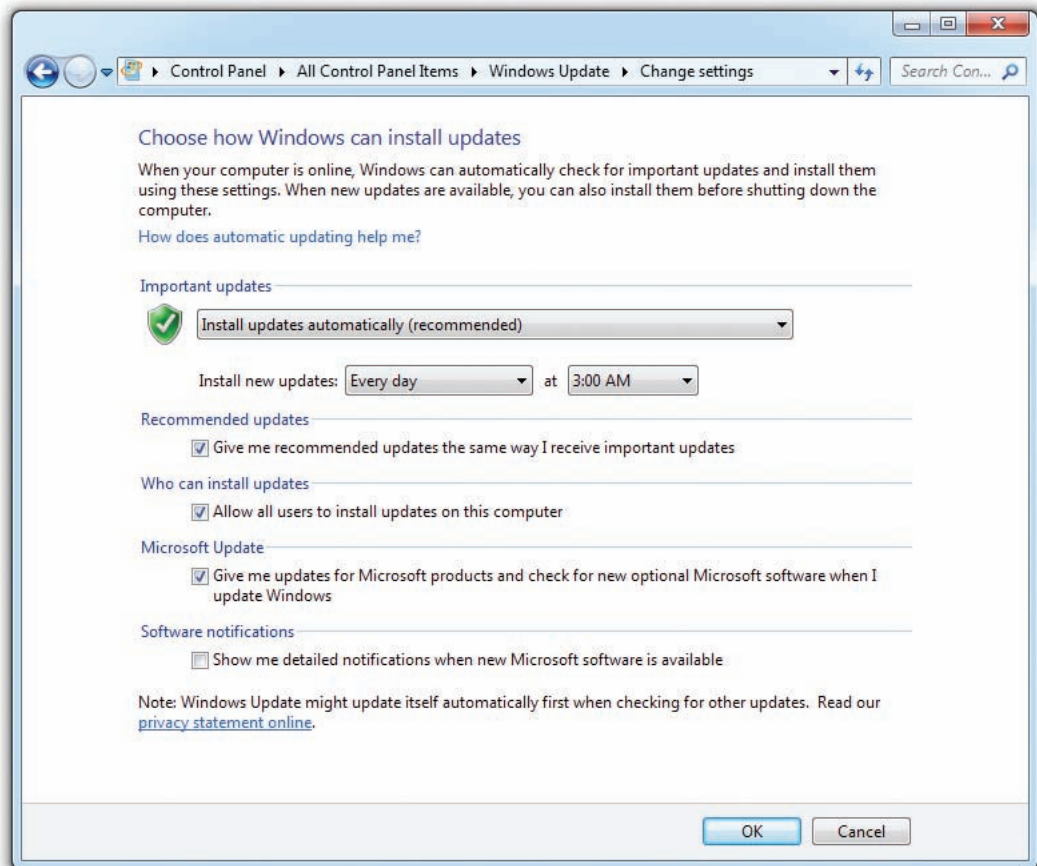 Control Panel All Control Panel Items Windows Update Change settings Search Con...
Choose how Windows can install updates
When your computer is online, Windows can automatically check for important updates and install them
using these settings. When new updates are available, you can also install them before shutting down the
computer.
How does automatic updating help me?
Important updates
Install updates automatically (recommended)
Install new updates: Every day at 3:00 AM
Recommended updates
Give me recommended updates the same way I receive important updates
Who can install updates
Allow all users to install updates on this computer
Microsoft Update
Give me updates for Microsoft products and check for new optional Microsoft software when I
update Windows
Software notifications
Show me detailed notifications when new Microsoft software is available
Note: Windows Update might update itself automatically first when checking for other updates.  Read our
privacy statement online.
OK Cancel